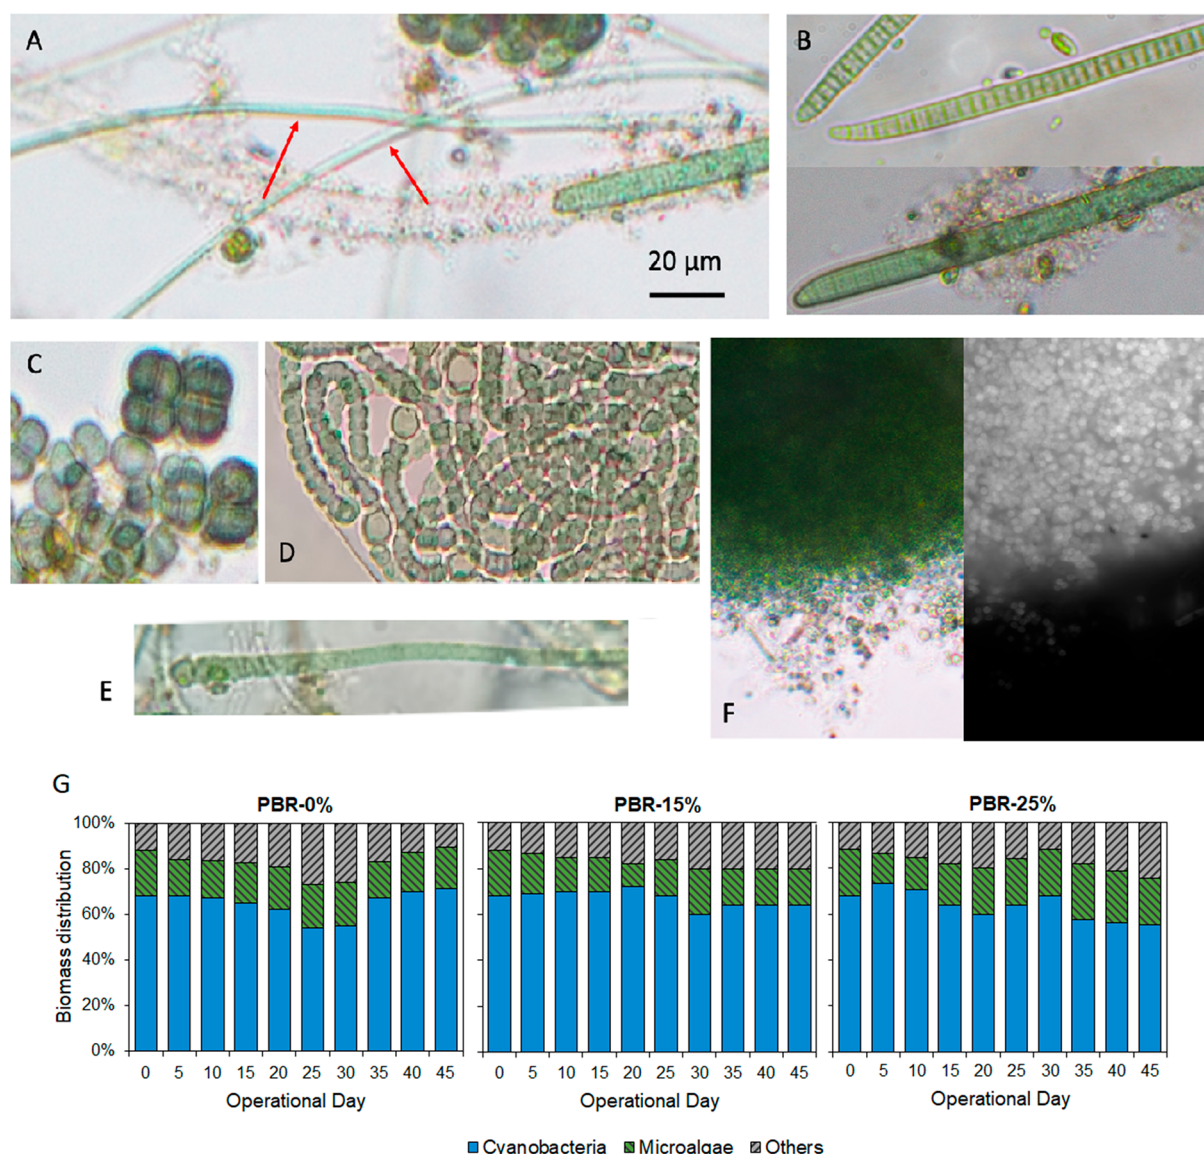 A
B
20 µm
C
D
E
F
G
PBR-0%
PBR-15%
PBR-25%
Biomass distribution
100%
80%
60%
40%
20%
0%
0 5 10 15 20 25 30 35 40 45
0 5 10 15 20 25 30 35 40 45
0 5 10 15 20 25 30 35 40 45
Operational Day
Operational Day
Operational Day
Cyanobacteria Microalgae Others